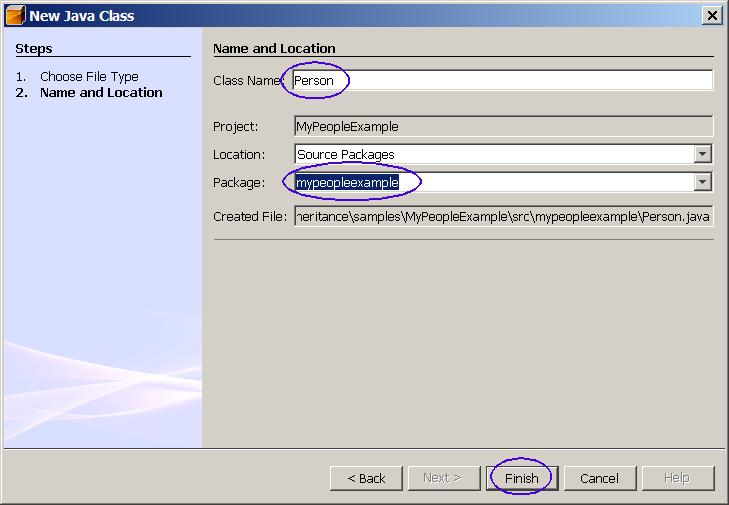 New Java Class
Steps
1. Choose File Type
2. Name and Location
Name and Location
Class Name: Person
Project: MyPeopleExample
Location: Source Packages
Package: mypeopleexample
Created File: heritance\samples\MyPeopleExample\src\mypeopleexample\Person.java
< Back Next > Finish Cancel Help